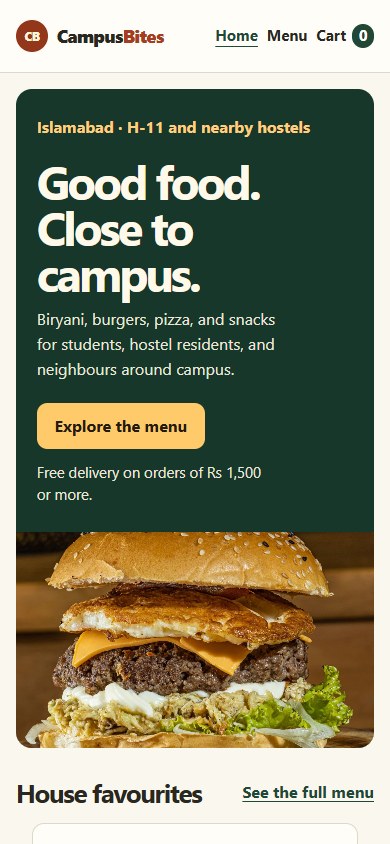 CB CampusBites Home Menu Cart 0
Islamabad · H-11 and nearby hostels
Good food.
Close to
campus.
Biryani, burgers, pizza, and snacks
for students, hostel residents, and
neighbours around campus.
Explore the menu
Free delivery on orders of Rs 1,500
or more.
House favourites See the full menu